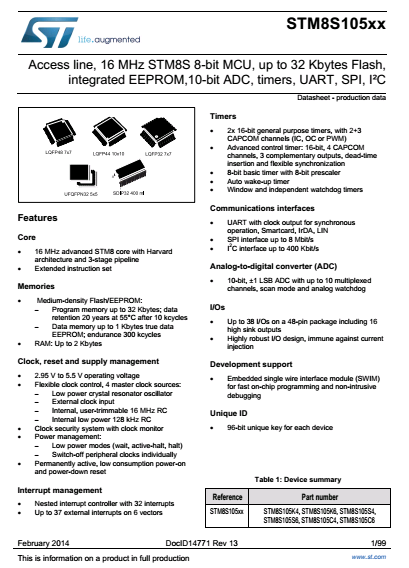 STM8S105xx
life.augmented
Access line, 16 MHz STM8S 8-bit MCU, up to 32 Kbytes Flash,
integrated EEPROM,10-bit ADC, timers, UART, SPI, I²C
Datasheet - production data
LQFP48 7x7
LQFP44 10x10
LQFP32 7x7
UFQFPN32 5x5
SDIP32 400 ml
Features
Core
• 16 MHz advanced STM8 core with Harvard
architecture and 3-stage pipeline
• Extended instruction set
Memories
• Medium-density Flash/EEPROM:
– Program memory up to 32 Kbytes; data
retention 20 years at 55°C after 10 kcycles
– Data memory up to 1 Kbytes true data
EEPROM; endurance 300 kcycles
• RAM: Up to 2 Kbytes
Clock, reset and supply management
• 2.95 V to 5.5 V operating voltage
• Flexible clock control, 4 master clock sources:
– Low power crystal resonator oscillator
– External clock input
– Internal, user-trimmable 16 MHz RC
– Internal low power 128 kHz RC
• Clock security system with clock monitor
• Power management:
– Low power modes (wait, active-halt, halt)
– Switch-off peripheral clocks individually
• Permanently active, low consumption power-on
and power-down reset
Interrupt management
• Nested interrupt controller with 32 interrupts
• Up to 37 external interrupts on 6 vectors
Timers
• 2x 16-bit general purpose timers, with 2+3
CAPCOM channels (IC, OC or PWM)
• Advanced control timer: 16-bit, 4 CAPCOM
channels, 3 complementary outputs, dead-time
insertion and flexible synchronization
• 8-bit basic timer with 8-bit prescaler
• Auto wake-up timer
• Window and independent watchdog timers
Communications interfaces
• UART with clock output for synchronous
operation, Smartcard, IrDA, LIN
• SPI interface up to 8 Mbit/s
• I²C interface up to 400 Kbit/s
Analog-to-digital converter (ADC)
• 10-bit, ±1 LSB ADC with up to 10 multiplexed
channels, scan mode and analog watchdog
I/Os
• Up to 38 I/Os on a 48-pin package including 16
high sink outputs
• Highly robust I/O design, immune against current
injection
Development support
• Embedded single wire interface module (SWIM)
for fast on-chip programming and non-intrusive
debugging
Unique ID
• 96-bit unique key for each device
Table 1: Device summary
Reference Part number
STM8S105xx STM8S105K4, STM8S105K6, STM8S105S4,
STM8S105S6, STM8S105C4, STM8S105C6
February 2014 DocID14771 Rev 13 1/99
This is information on a product in full production www.st.com